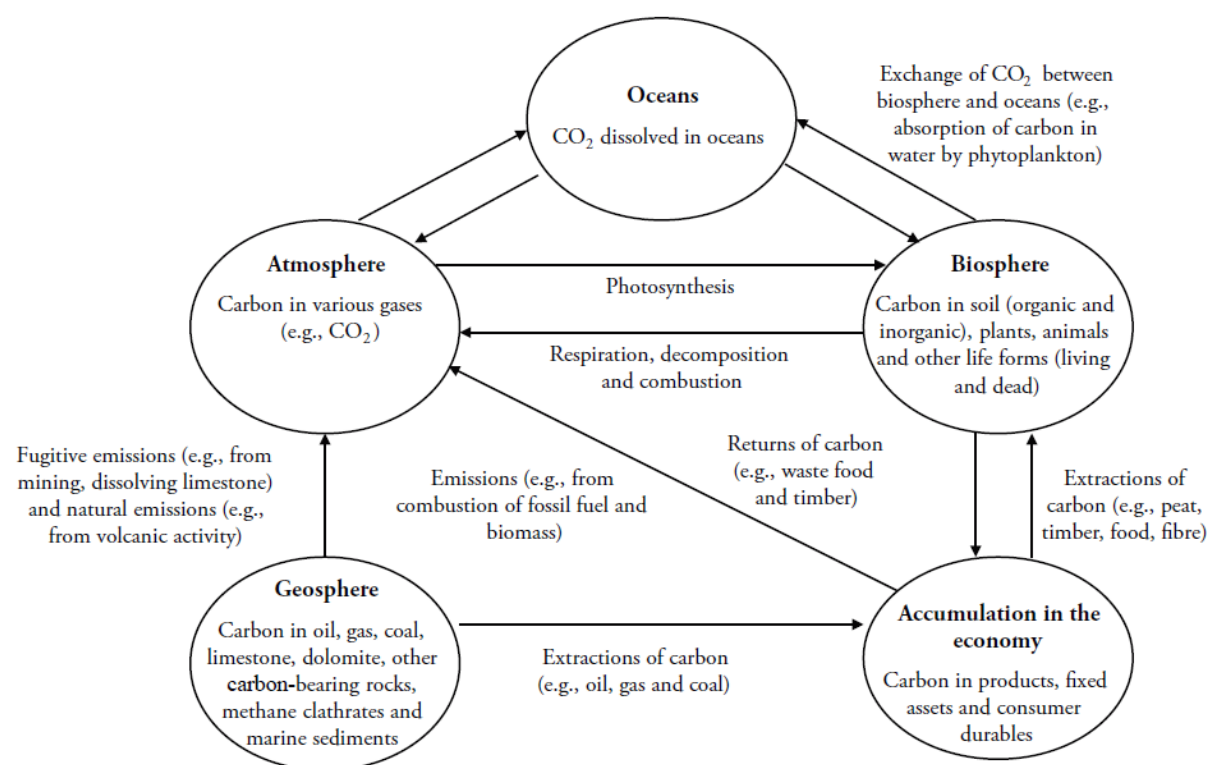 Oceans
CO₂ dissolved in oceans
Exchange of CO₂ between
biosphere and oceans (e.g.,
absorption of carbon in
water by phytoplankton)
Atmosphere
Carbon in various gases
(e.g., CO₂)
Photosynthesis
Respiration, decomposition
and combustion
Biosphere
Carbon in soil (organic and
inorganic), plants, animals
and other life forms (living
and dead)
Fugitive emissions (e.g., from
mining, dissolving limestone)
and natural emissions (e.g.,
from volcanic activity)
Emissions (e.g., from
combustion of fossil fuel and
biomass)
Returns of carbon
(e.g., waste food
and timber)
Extractions of
carbon (e.g., peat,
timber, food, fibre)
Geosphere
Carbon in oil, gas, coal,
limestone, dolomite, other
carbon-bearing rocks,
methane clathrates and
marine sediments
Extractions of carbon
(e.g., oil, gas and coal)
Accumulation in the
economy
Carbon in products, fixed
assets and consumer
durables